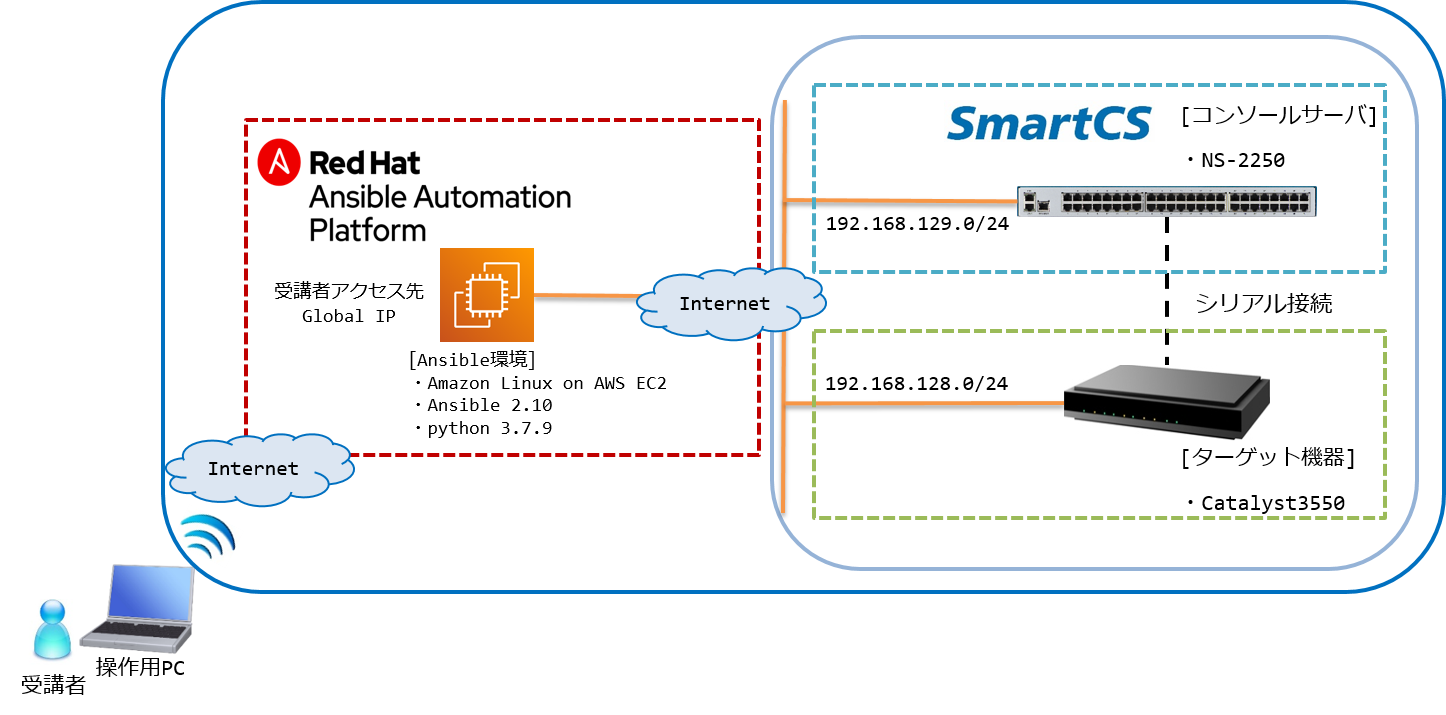 Red Hat
Ansible Automation
Platform
受講者アクセス先
Global IP
[Ansible環境]
・Amazon Linux on AWS EC2
・Ansible 2.10
・python 3.7.9
Internet
Internet
SmartCS
[コンソールサーバ]
・NS-2250
192.168.129.0/24
シリアル接続
192.168.128.0/24
[ターゲット機器]
・Catalyst3550
操作用PC
受講者